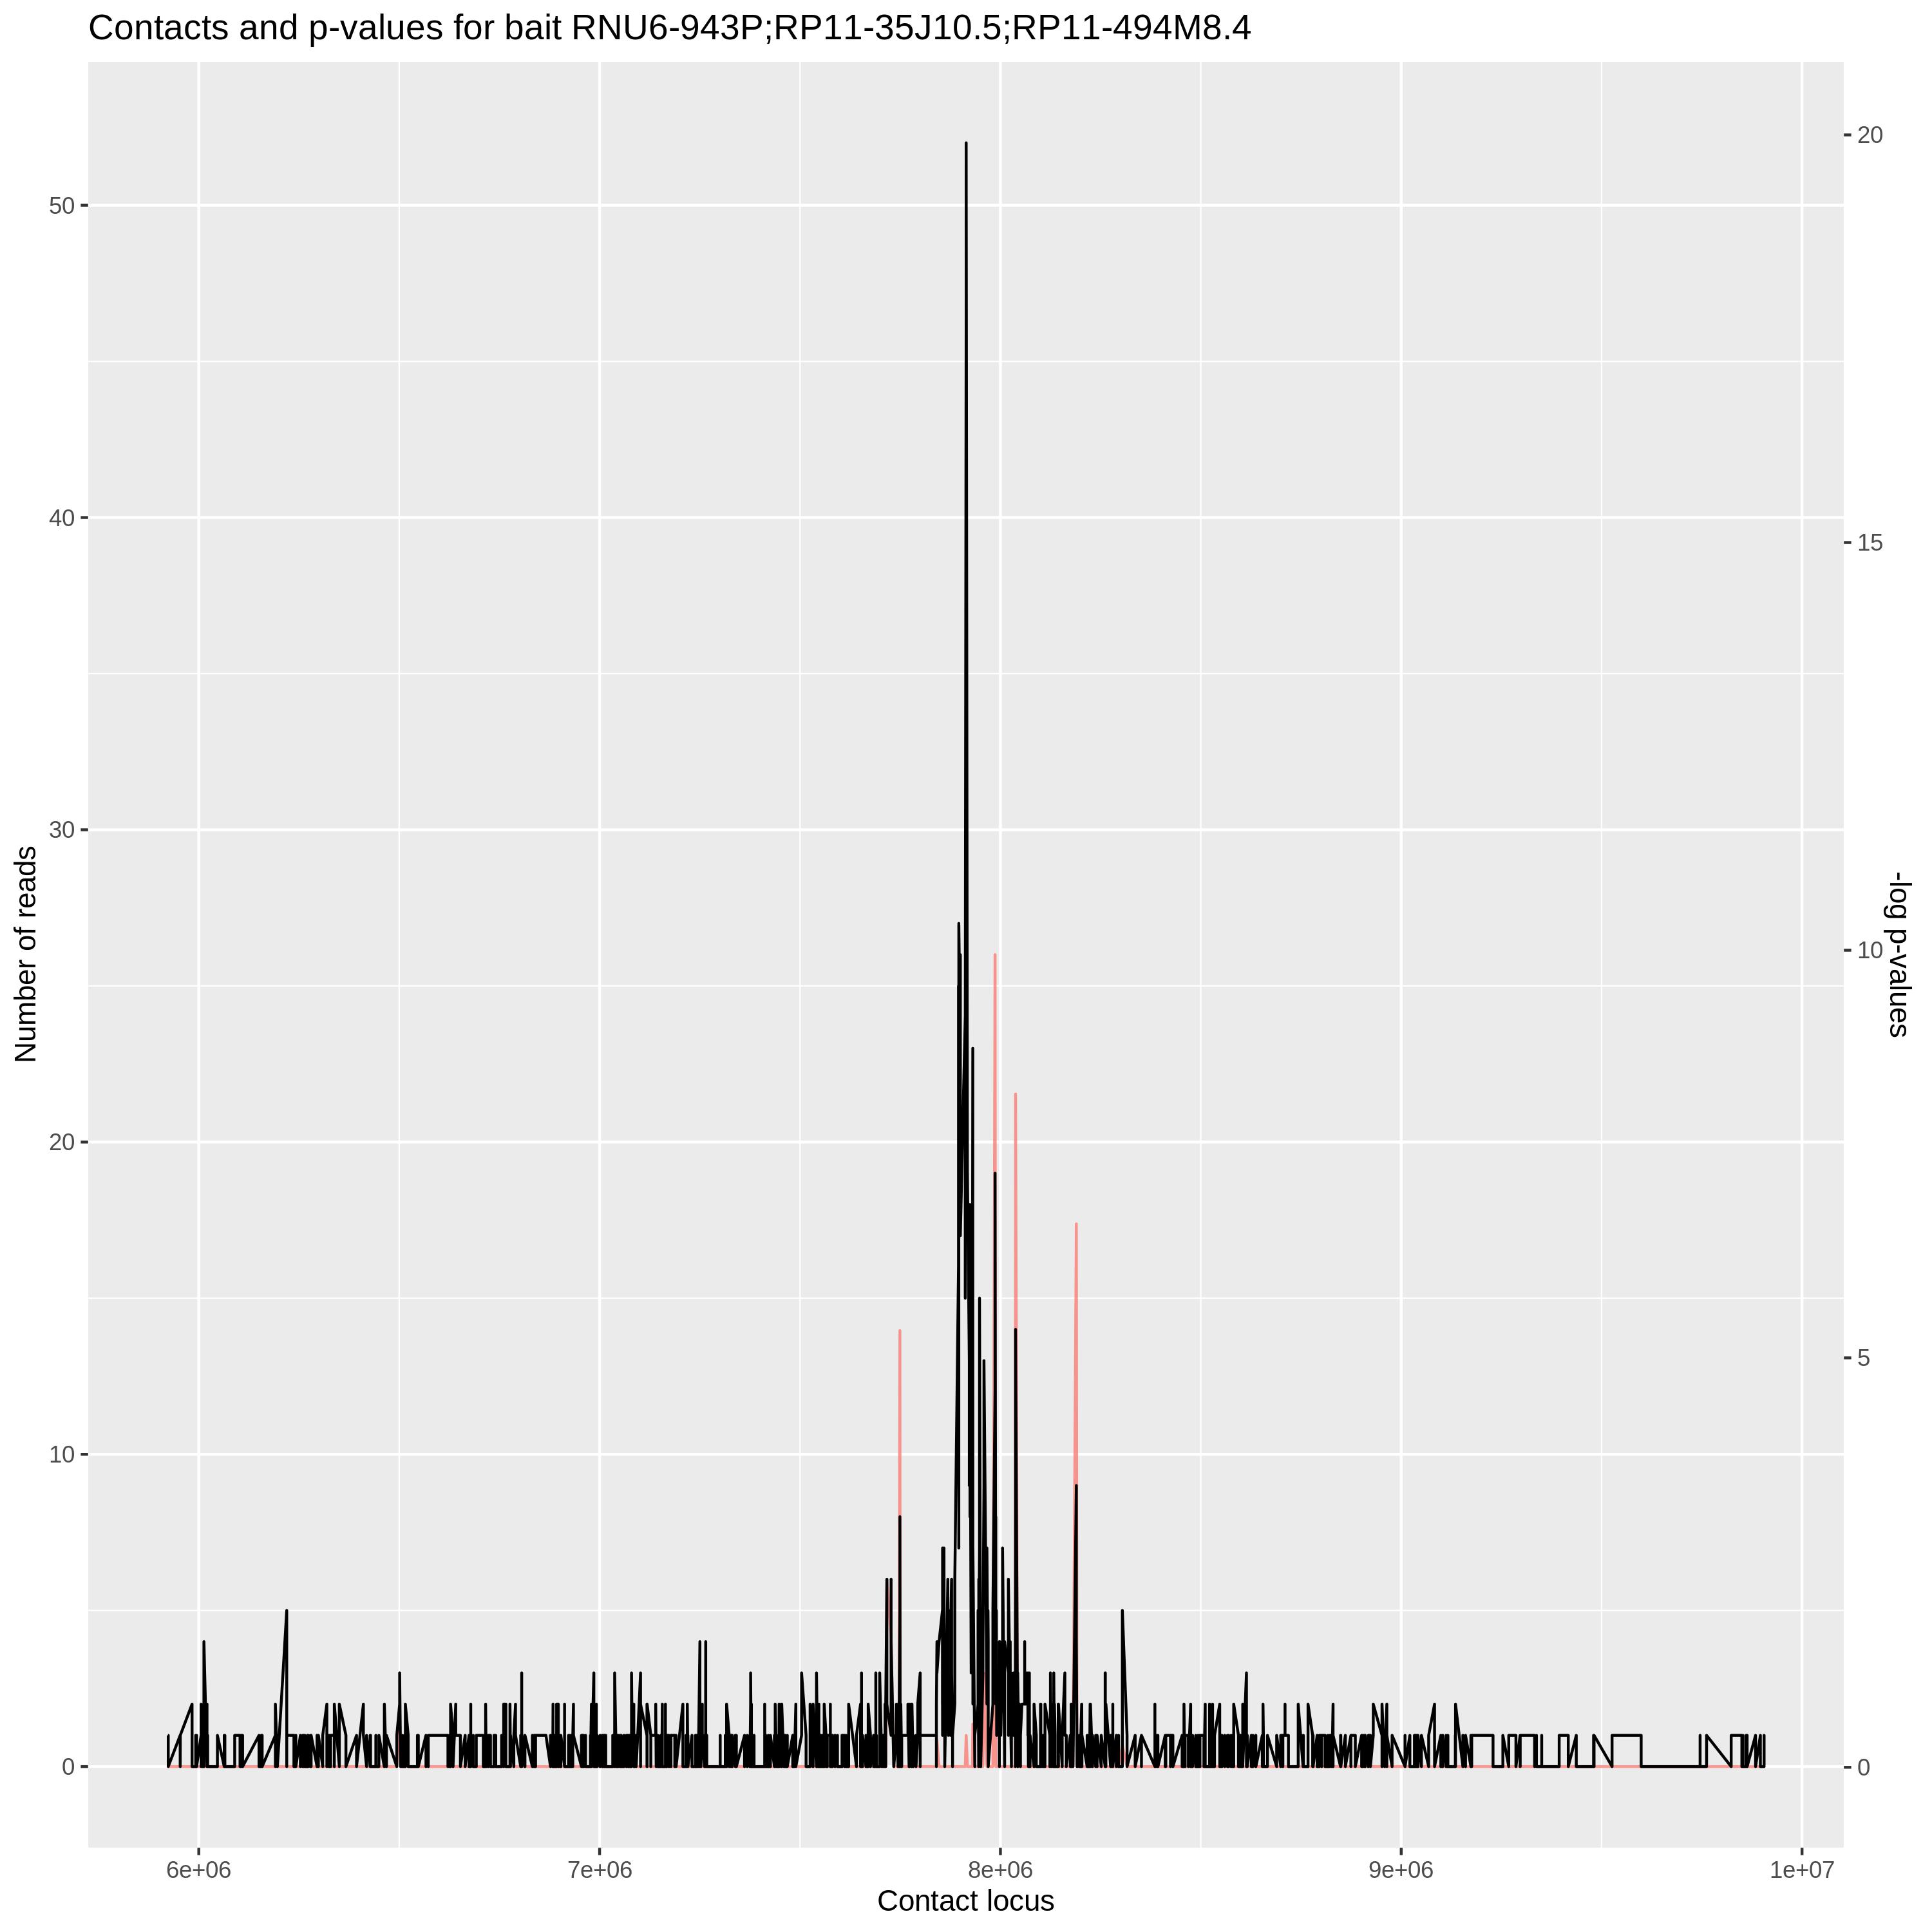 Contacts and p-values for bait RNU6-943P;RP11-35J10.5;RP11-494M8.4
Number of reads
50
40
30
20
10
0
20
15
10
5
0
-log p-values
6e+06 7e+06 8e+06 9e+06 1e+07
Contact locus